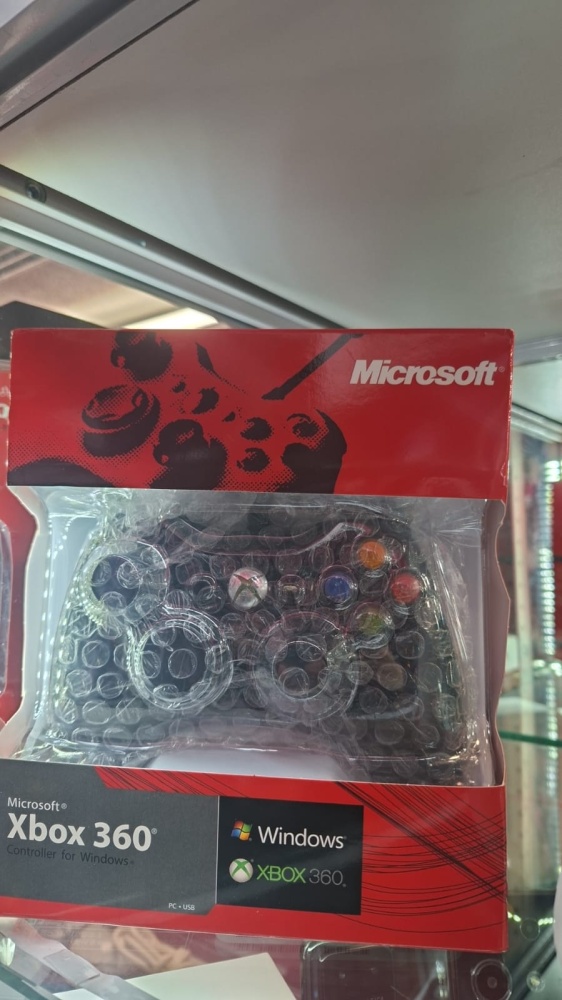 Microsoft®
Microsoft®
Xbox 360®
Controller for Windows®
PC • USB
Windows®
XBOX 360®